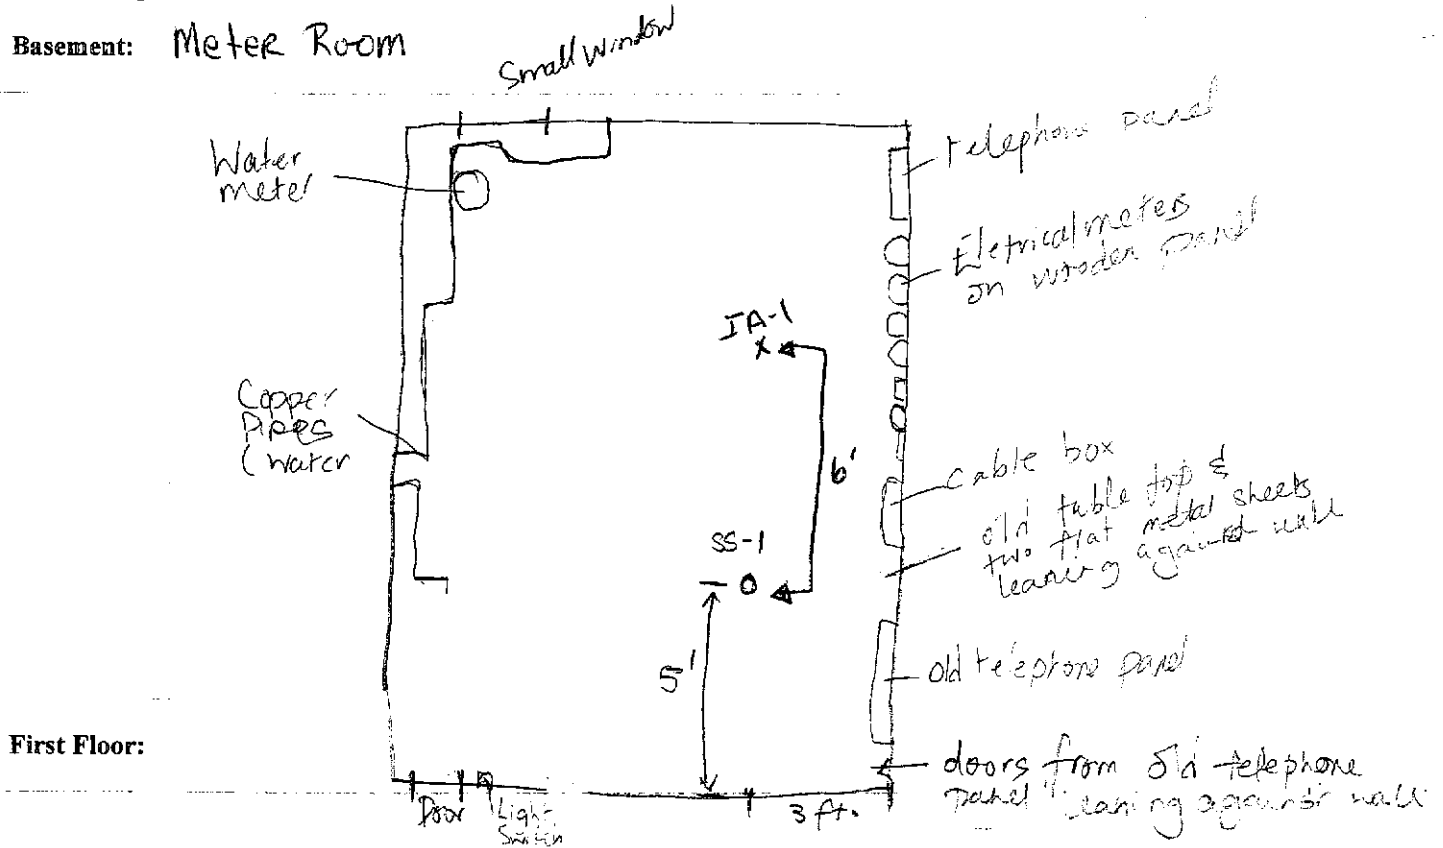 Basement: Meter Room
Small Window
Water
meter
telephone panel
Eletrical meters
on wooden panel
IA-1
x
Copper
Pipes
(water
6'
cable box
old table top &
two flat metal sheets
leaning against wall
SS-1
5'
old telephone panel
First Floor:
doors from old telephone
panel leaning against wall
Door
Light
Switch
3 ft.